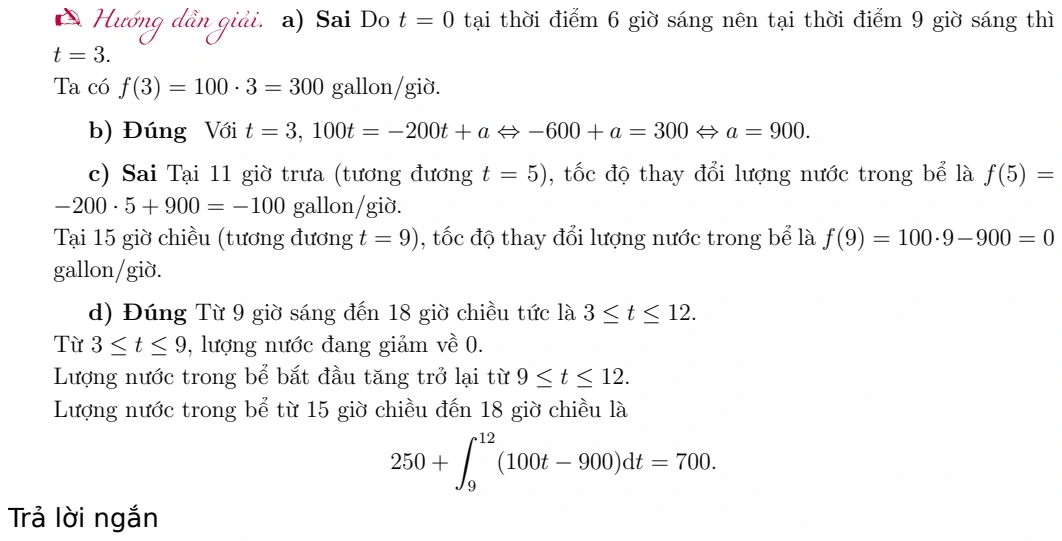 Hướng dẫn giải. a) Sai Do t = 0 tại thời điểm 6 giờ sáng nên tại thời điểm 9 giờ sáng thì
t = 3.
Ta có f(3) = 100 · 3 = 300 gallon/giờ.
b) Đúng Với t = 3, 100t = −200t + a ⇔ −600 + a = 300 ⇔ a = 900.
c) Sai Tại 11 giờ trưa (tương đương t = 5), tốc độ thay đổi lượng nước trong bể là f(5) =
−200 · 5 + 900 = −100 gallon/giờ.
Tại 15 giờ chiều (tương đương t = 9), tốc độ thay đổi lượng nước trong bể là f(9) = 100·9−900 = 0
gallon/giờ.
d) Đúng Từ 9 giờ sáng đến 18 giờ chiều tức là 3 ≤ t ≤ 12.
Từ 3 ≤ t ≤ 9, lượng nước đang giảm về 0.
Lượng nước trong bể bắt đầu tăng trở lại từ 9 ≤ t ≤ 12.
Lượng nước trong bể từ 15 giờ chiều đến 18 giờ chiều là
250 + ∫₉¹² (100t − 900)dt = 700.
Trả lời ngắn